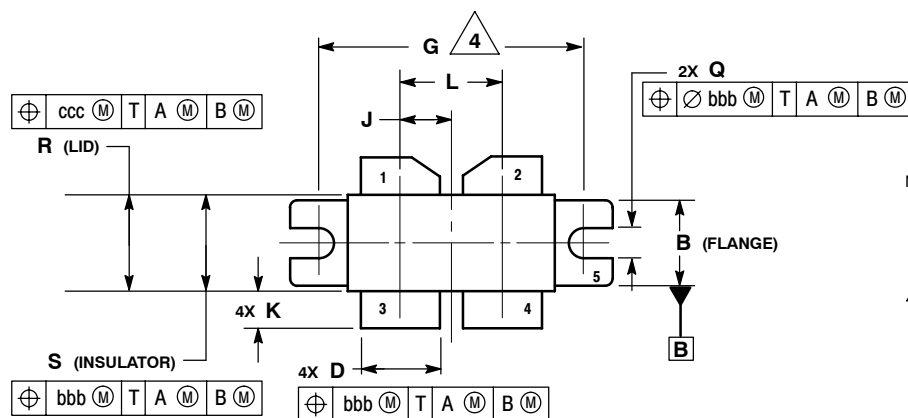 G 4
L
2X Q
⌖ ⌀ bbb Ⓜ T A Ⓜ B Ⓜ
⌖ ccc Ⓜ T A Ⓜ B Ⓜ
J
R (LID)
1
2
B (FLANGE)
5
4X K
3
4
S (INSULATOR)
B
4X D
⌖ bbb Ⓜ T A Ⓜ B Ⓜ
⌖ bbb Ⓜ T A Ⓜ B Ⓜ